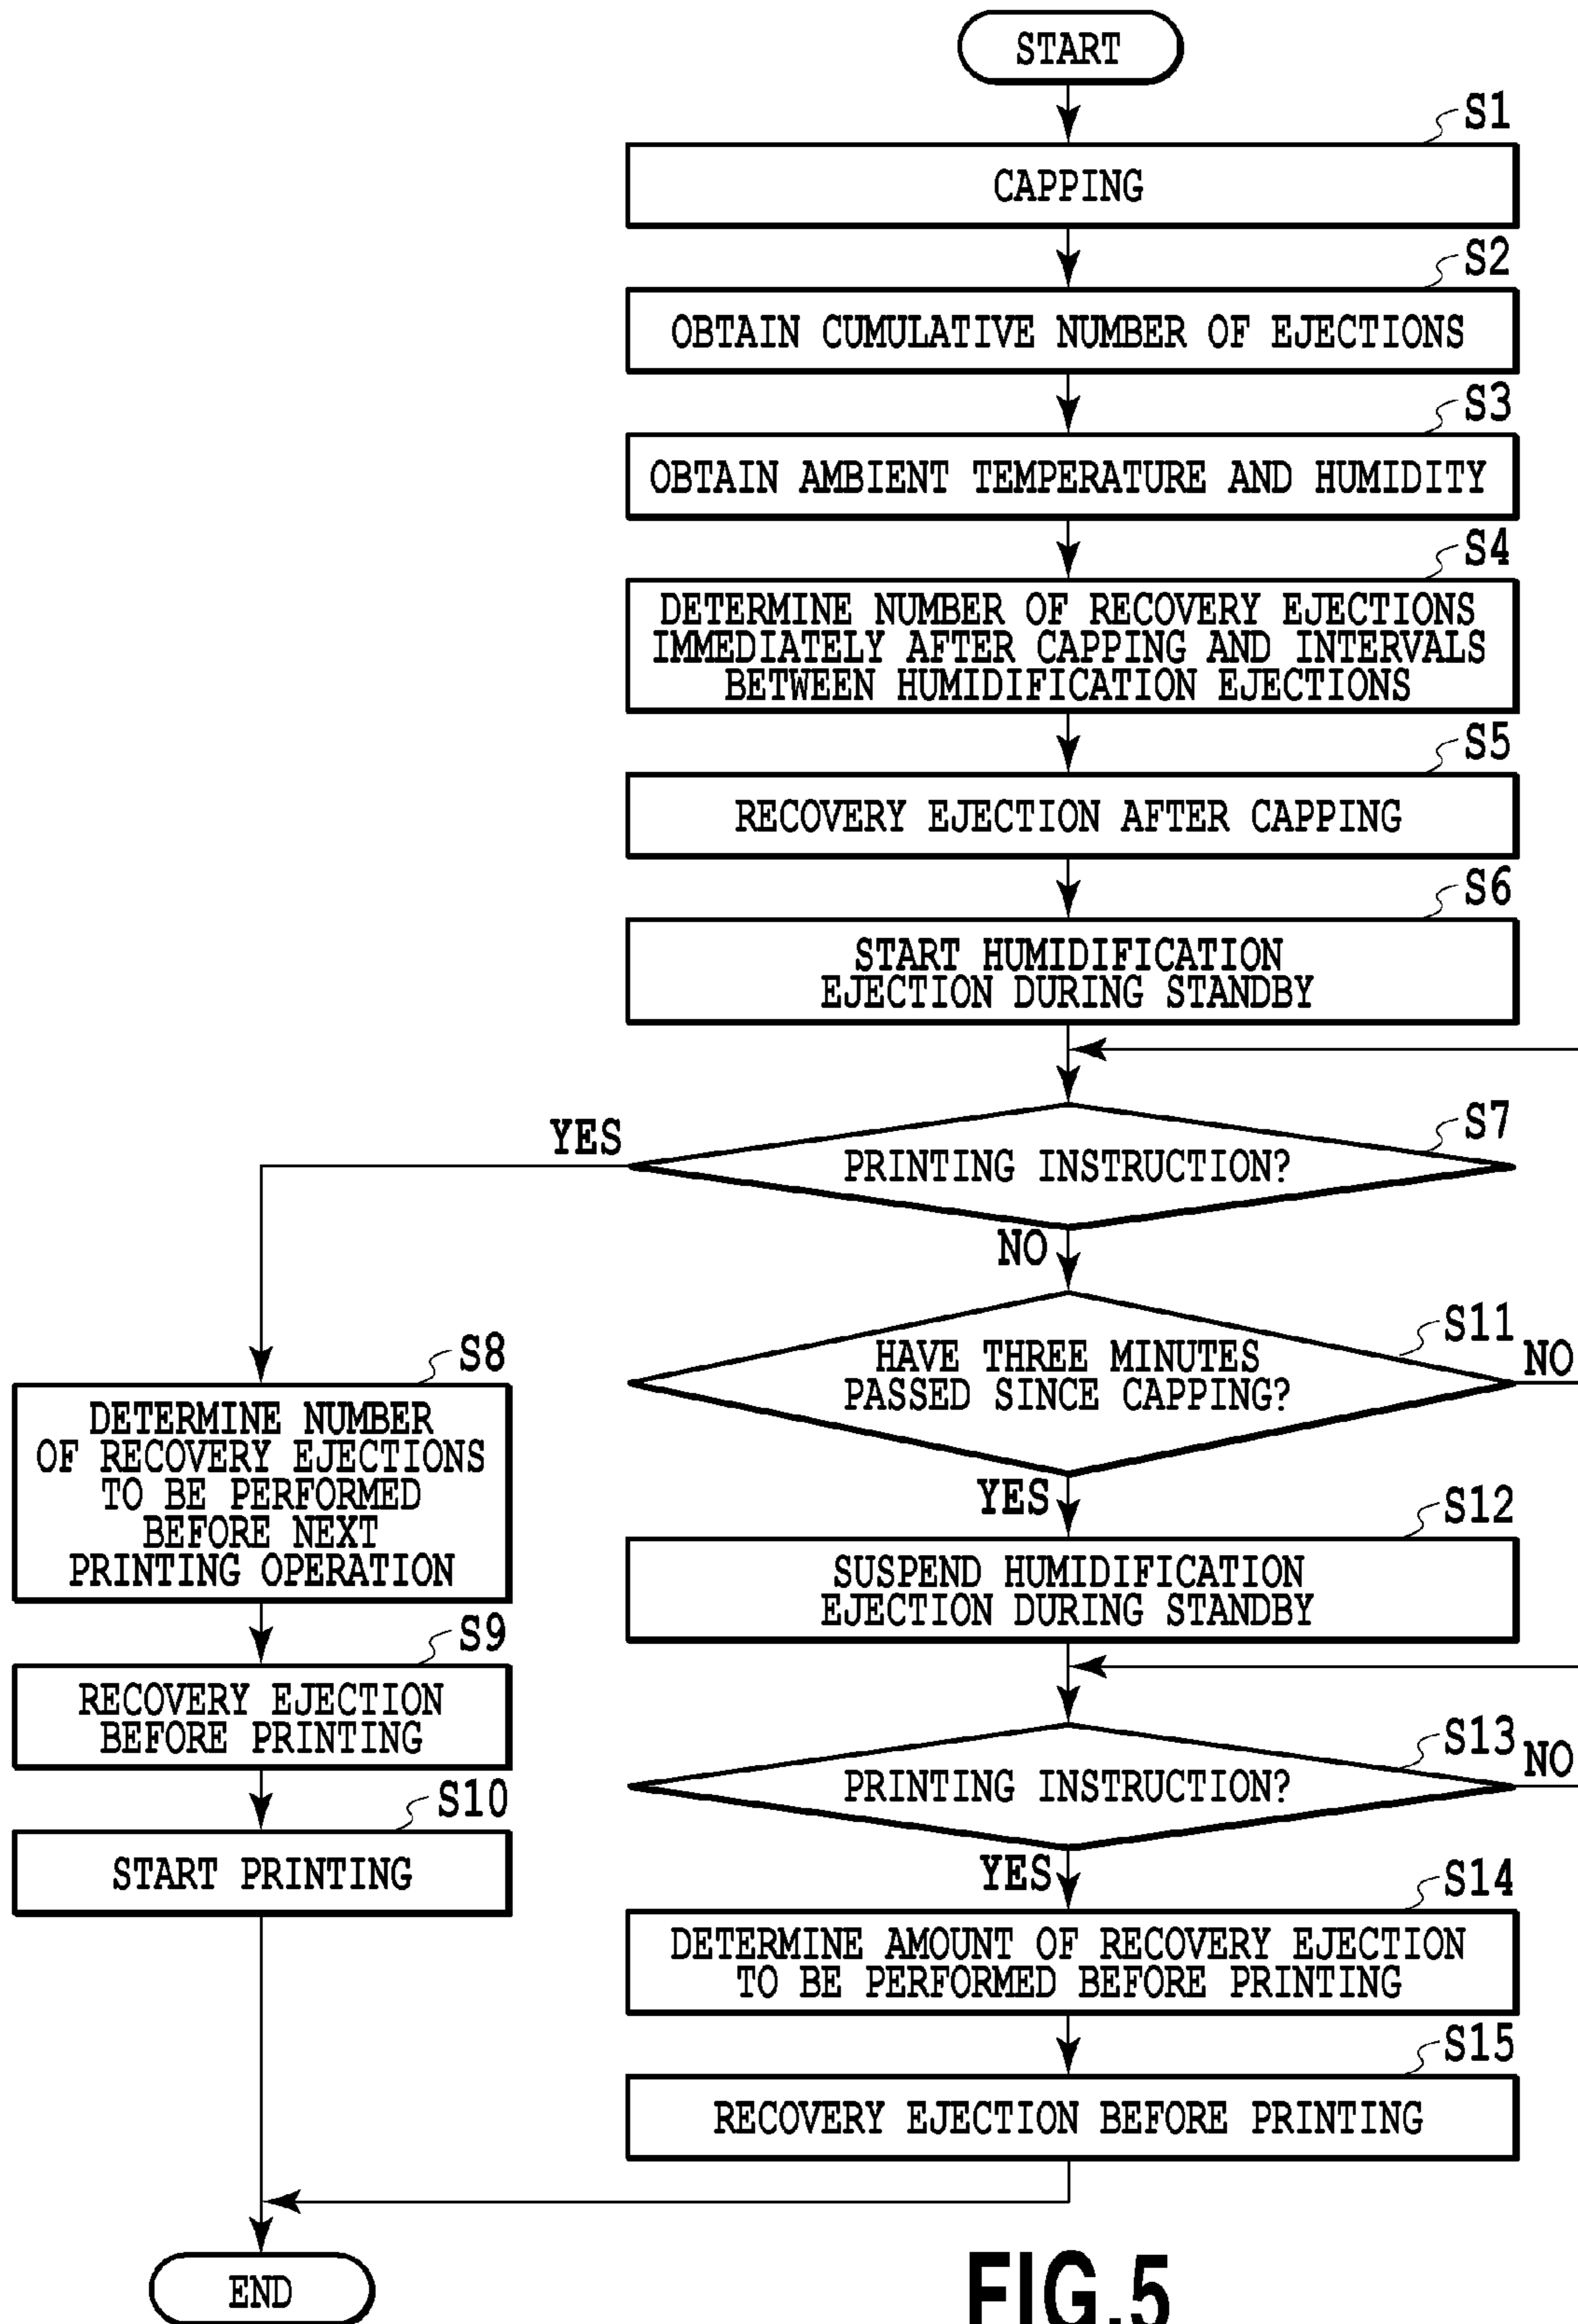 START
S1
CAPPING
S2
OBTAIN CUMULATIVE NUMBER OF EJECTIONS
S3
OBTAIN AMBIENT TEMPERATURE AND HUMIDITY
S4
DETERMINE NUMBER OF RECOVERY EJECTIONS
IMMEDIATELY AFTER CAPPING AND INTERVALS
BETWEEN HUMIDIFICATION EJECTIONS
S5
RECOVERY EJECTION AFTER CAPPING
S6
START HUMIDIFICATION
EJECTION DURING STANDBY
S7
YES
PRINTING INSTRUCTION?
NO
S8
DETERMINE NUMBER
OF RECOVERY EJECTIONS
TO BE PERFORMED
BEFORE NEXT
PRINTING OPERATION
S9
RECOVERY EJECTION
BEFORE PRINTING
S10
START PRINTING
S11
HAVE THREE MINUTES
PASSED SINCE CAPPING?
NO
YES
S12
SUSPEND HUMIDIFICATION
EJECTION DURING STANDBY
S13
PRINTING INSTRUCTION?
NO
YES
S14
DETERMINE AMOUNT OF RECOVERY EJECTION
TO BE PERFORMED BEFORE PRINTING
S15
RECOVERY EJECTION BEFORE PRINTING
END
FIG.5